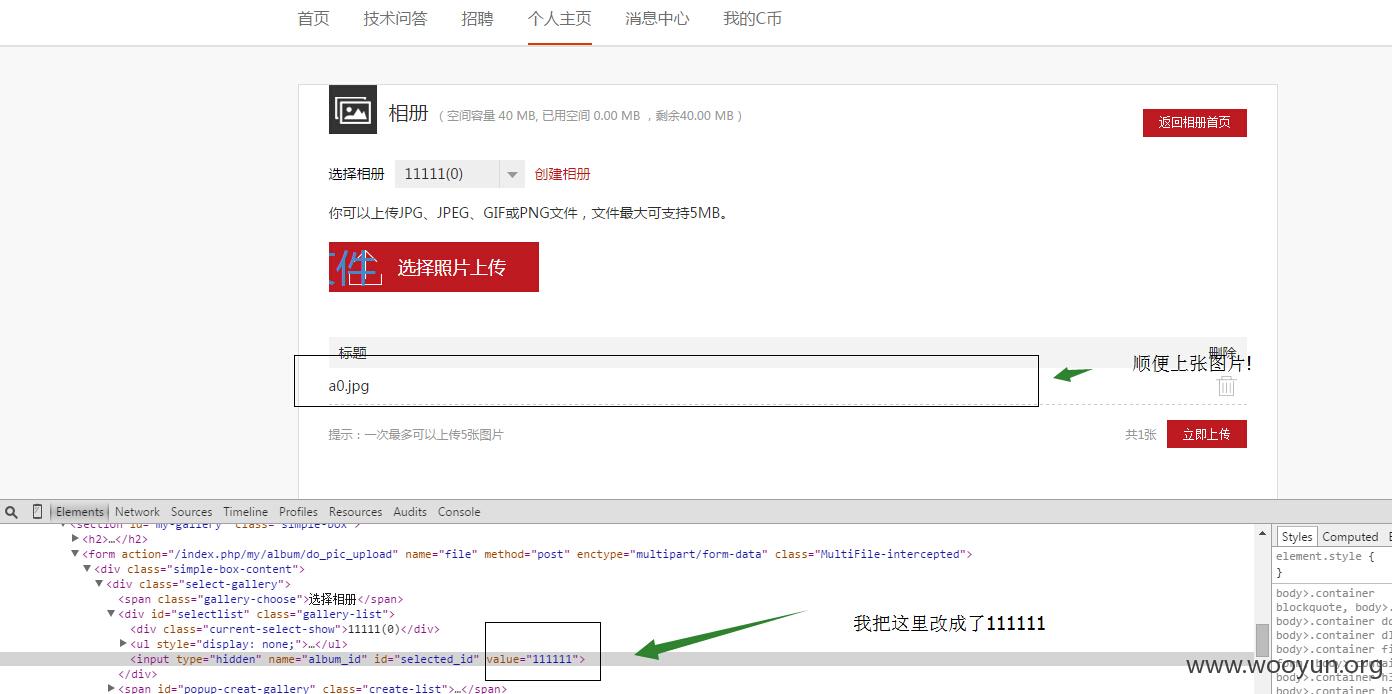 首页 技术问答 招聘 个人主页 消息中心 我的C币
相册 ( 空间容量 40 MB, 已用空间 0.00 MB ，剩余40.00 MB )
返回相册首页
选择相册 11111(0) 创建相册
你可以上传JPG、JPEG、GIF或PNG文件，文件最大可支持5MB。
件 选择照片上传
标题 删除
顺便上张图片!
a0.jpg
提示：一次最多可以上传5张图片 共1张 立即上传
Elements Network Sources Timeline Profiles Resources Audits Console
<section id="my-gallery" class="simple-box">
<h2>…</h2>
<form action="/index.php/my/album/do_pic_upload" name="file" method="post" enctype="multipart/form-data" class="MultiFile-intercepted">
<div class="simple-box-content">
<div class="select-gallery">
<span class="gallery-choose">选择相册</span>
<div id="selectlist" class="gallery-list">
<div class="current-select-show">11111(0)</div>
<ul style="display: none;">…</ul>
<input type="hidden" name="album_id" id="selected_id" value="111111">
</div>
<span id="popup-creat-gallery" class="create-list">…</span>
我把这里改成了111111
Styles Computed
element.style {
}
body>.container
blockquote, body>.
body>.container dd
body>.container dl
body>.container fi
form, body>.contai
body>.container h3
body>.container h5
www.wooyun.org